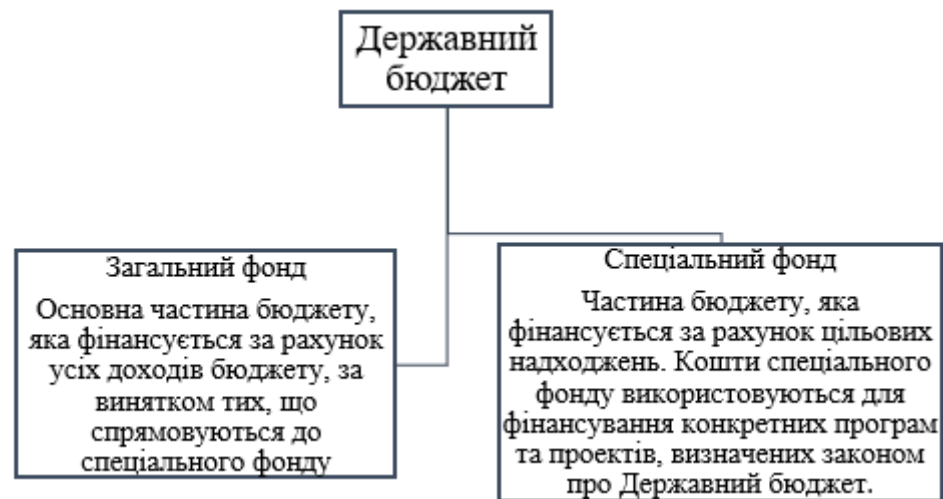 Державний
бюджет
Загальний фонд
Основна частина бюджету,
яка фінансується за рахунок
усіх доходів бюджету, за
винятком тих, що
спрямовуються до
спеціального фонду
Спеціальний фонд
Частина бюджету, яка
фінансується за рахунок цільових
надходжень. Кошти спеціального
фонду використовуються для
фінансування конкретних програм
та проектів, визначених законом
про Державний бюджет.